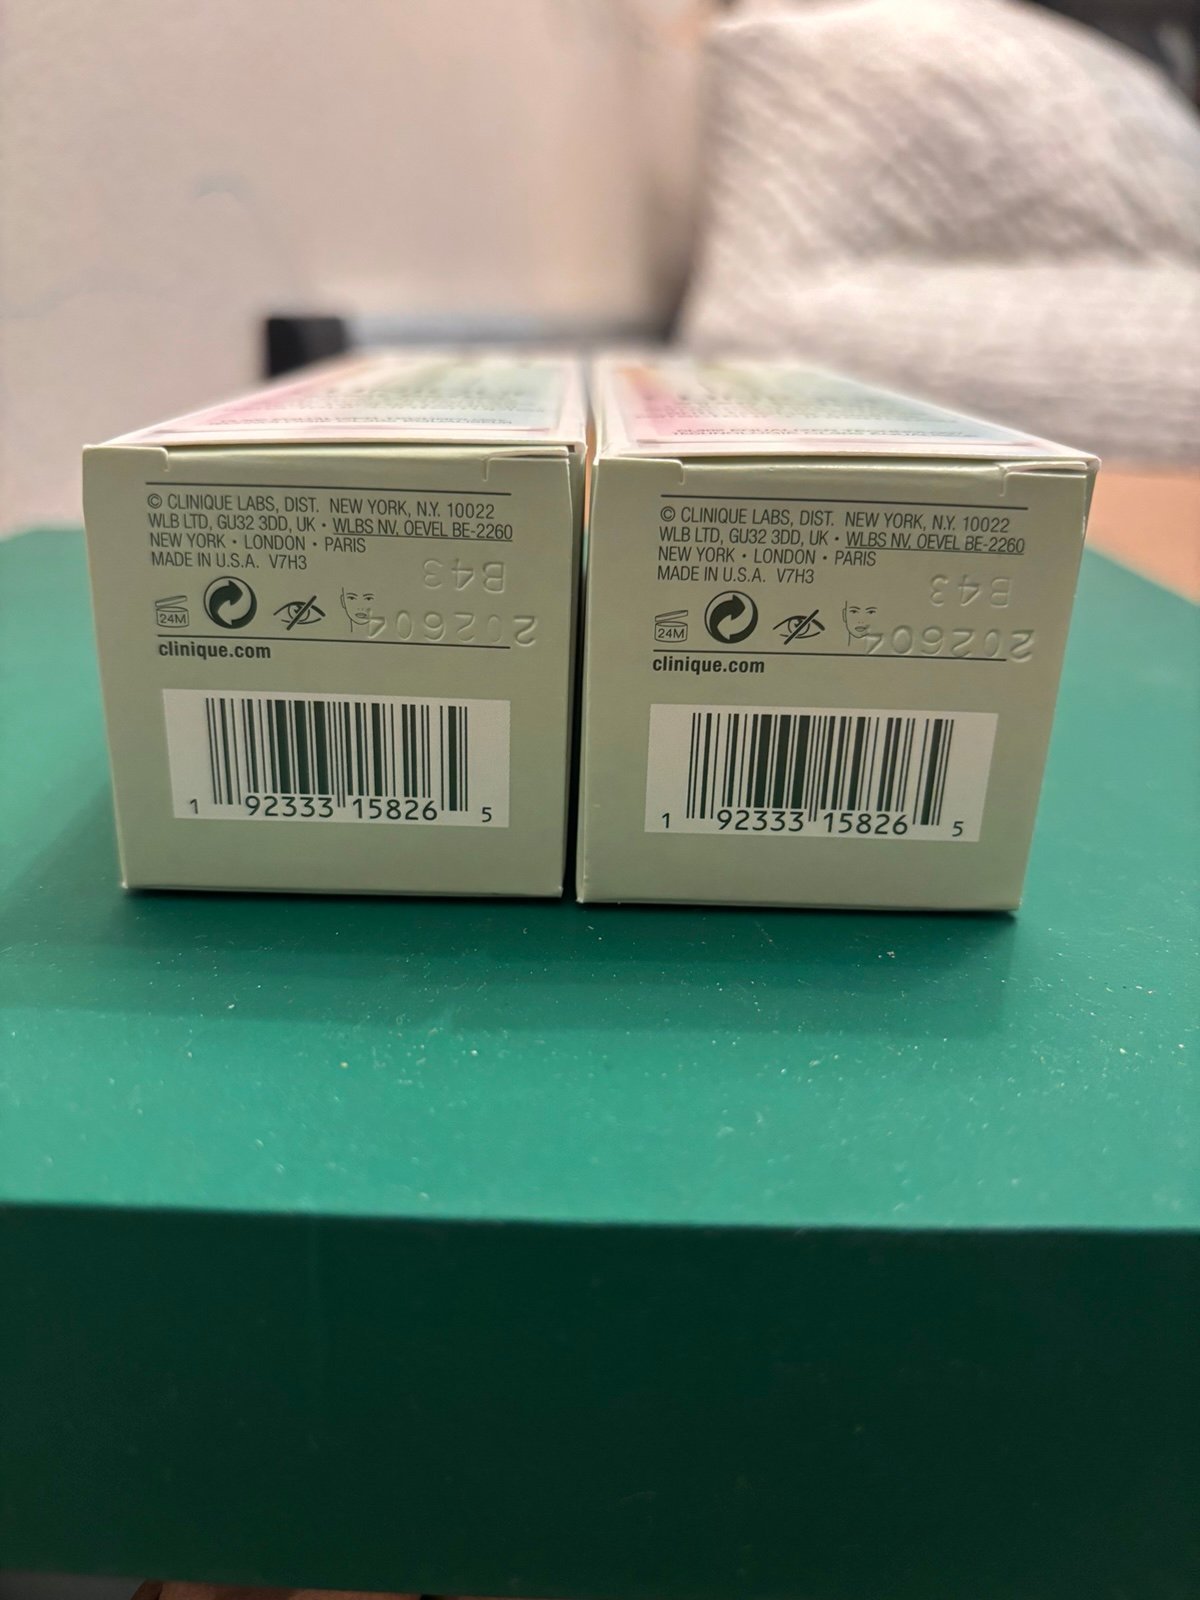 © CLINIQUE LABS, DIST. NEW YORK, N.Y. 10022
WLB LTD, GU32 3DD, UK • WLBS NV, OEVEL BE-2260
NEW YORK • LONDON • PARIS
MADE IN U.S.A. V7H3
B43
24M
202604
clinique.com
1 92333 15826 5
© CLINIQUE LABS, DIST. NEW YORK, N.Y. 10022
WLB LTD, GU32 3DD, UK • WLBS NV, OEVEL BE-2260
NEW YORK • LONDON • PARIS
MADE IN U.S.A. V7H3
B43
24M
202604
clinique.com
1 92333 15826 5